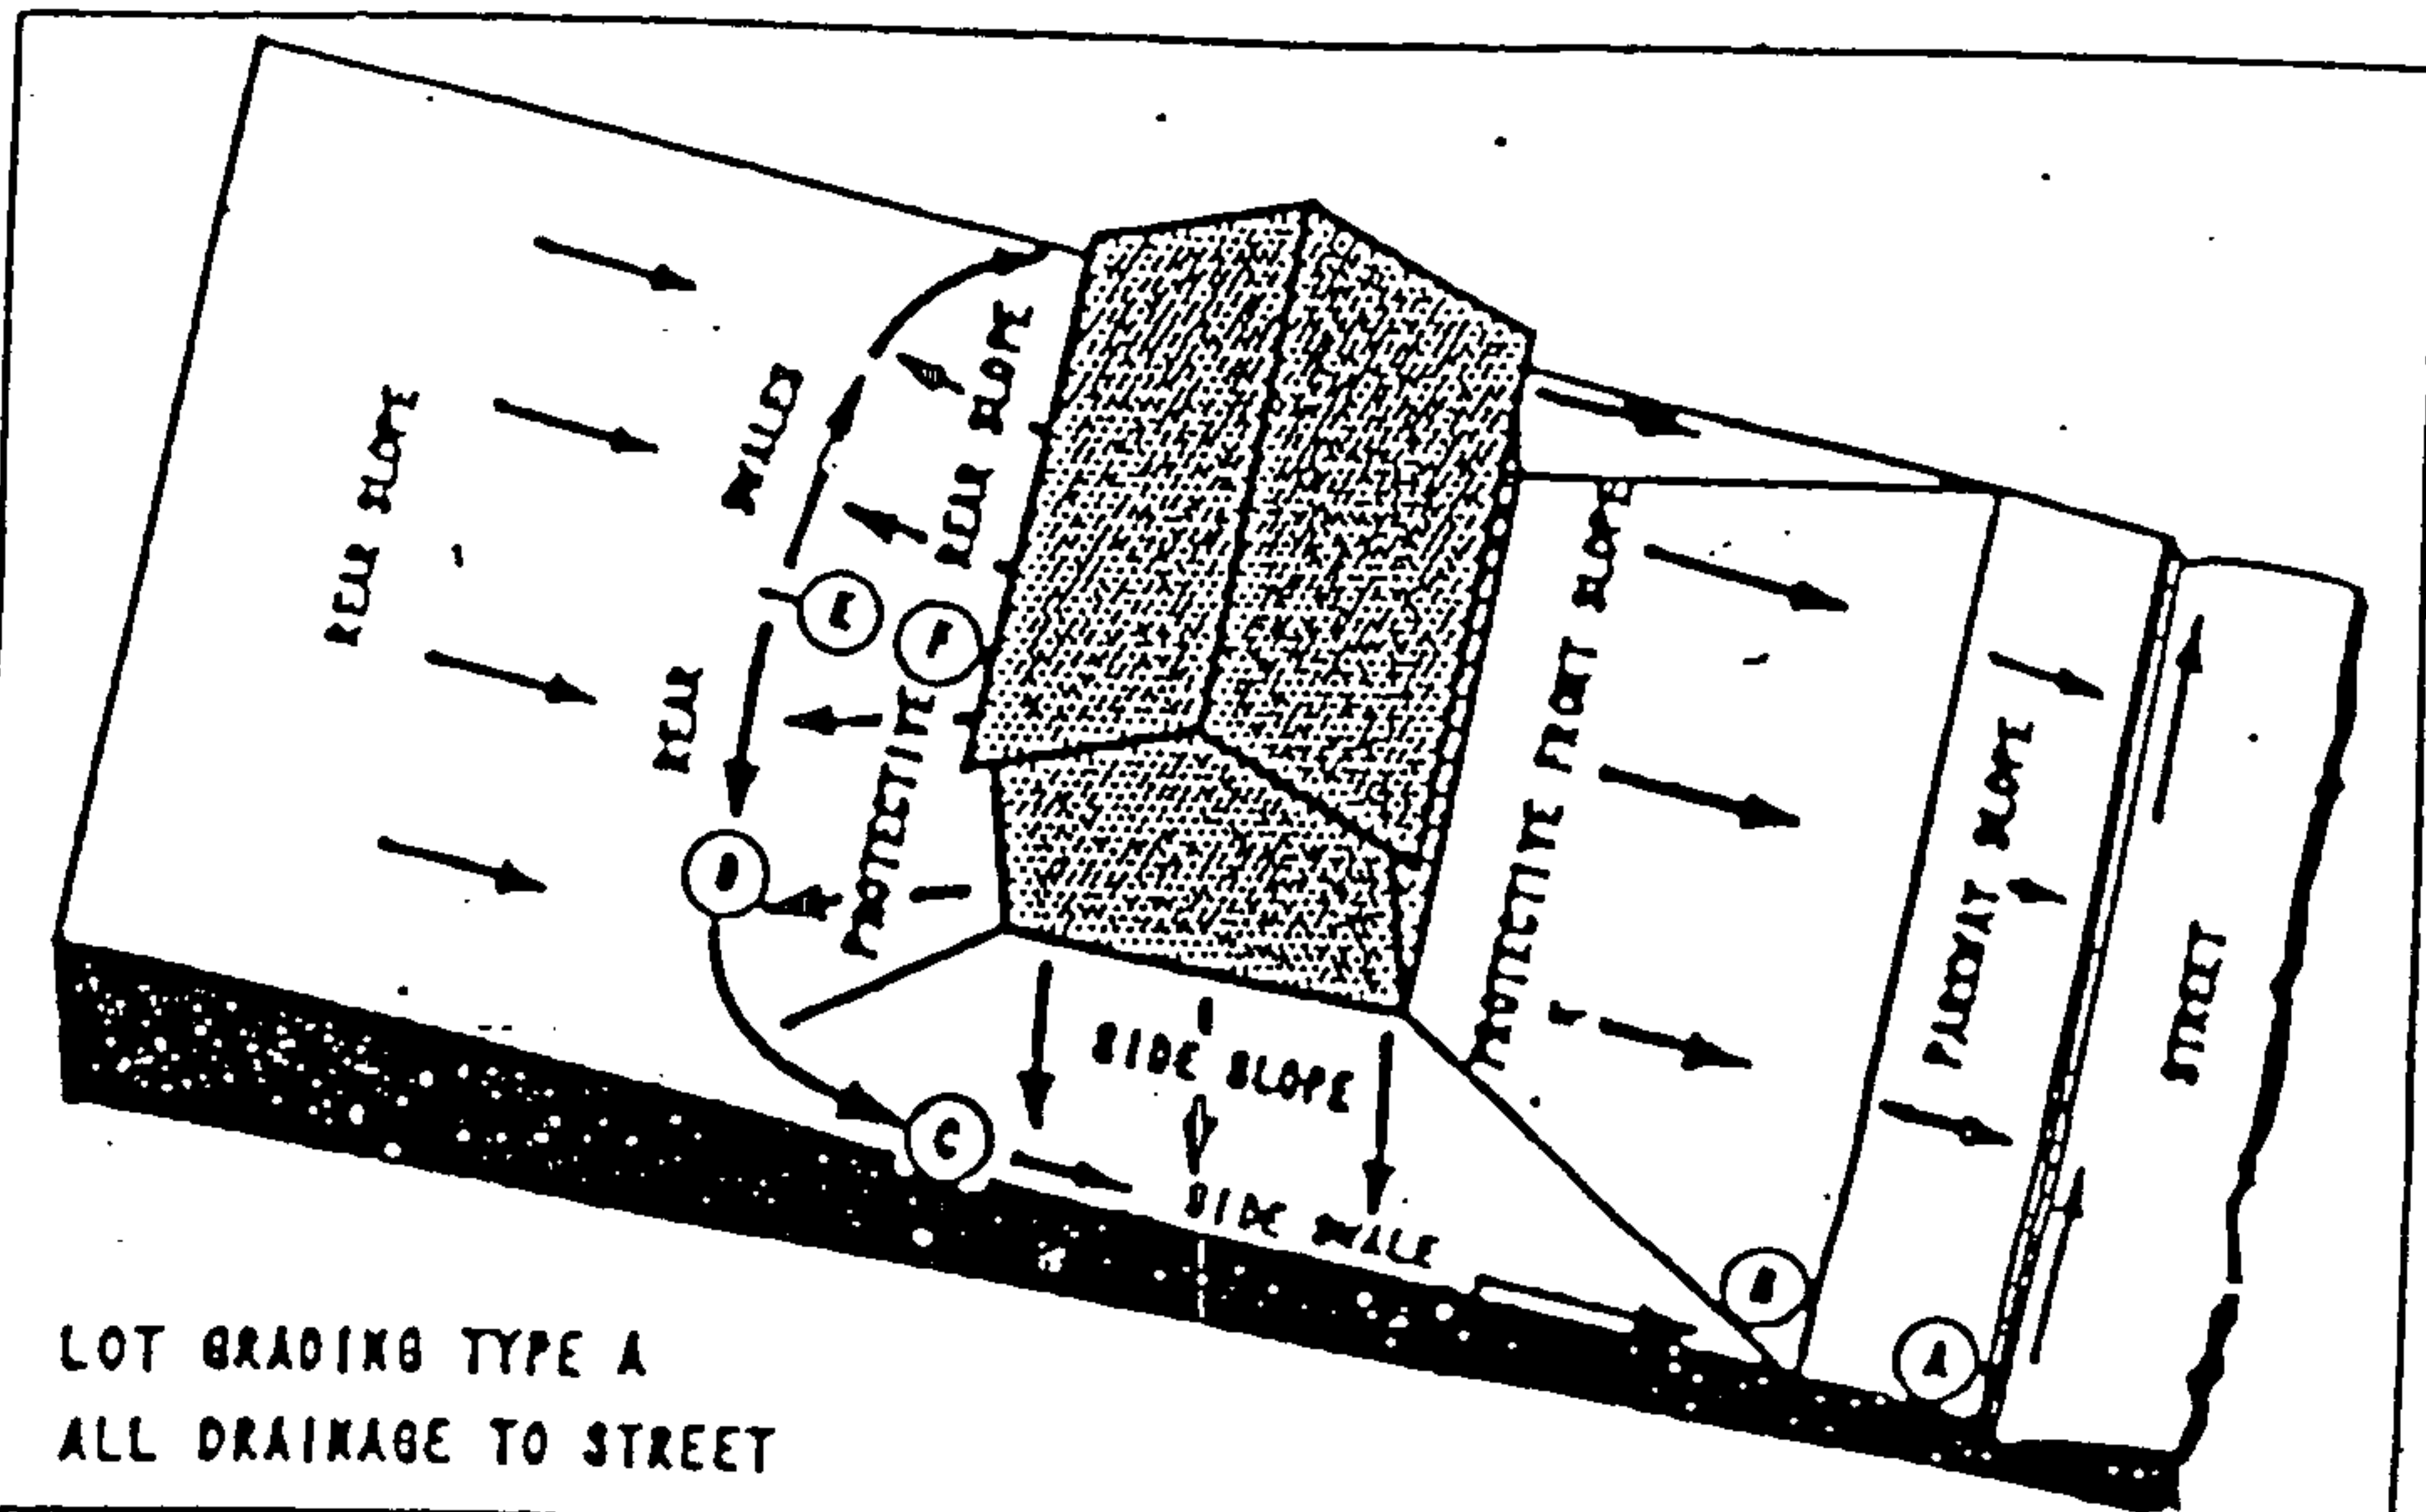 REAR SLOPE
REAR SWALE
REAR SLOPE
PROTECTIVE
E
F
D
C
SIDE SLOPE
SIDE SWALE
PROTECTIVE FRONT SLOPE
PARKWAY SLOPE
STREET
B
A
LOT GRADING TYPE A
ALL DRAINAGE TO STREET